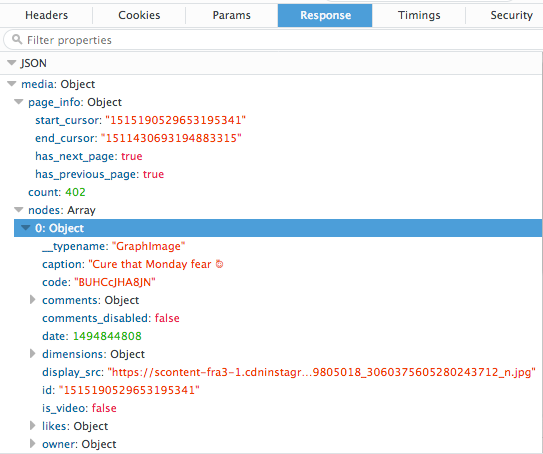 Headers Cookies Params Response Timings Security
Filter properties
JSON
media: Object
page_info: Object
start_cursor: "1515190529653195341"
end_cursor: "1511430693194883315"
has_next_page: true
has_previous_page: true
count: 402
nodes: Array
0: Object
__typename: "GraphImage"
caption: "Cure that Monday fear ©"
code: "BUHCcJHA8JN"
comments: Object
comments_disabled: false
date: 1494844808
dimensions: Object
display_src: "https://scontent-fra3-1.cdninstagr…9805018_3060375605280243712_n.jpg"
id: "1515190529653195341"
is_video: false
likes: Object
owner: Object